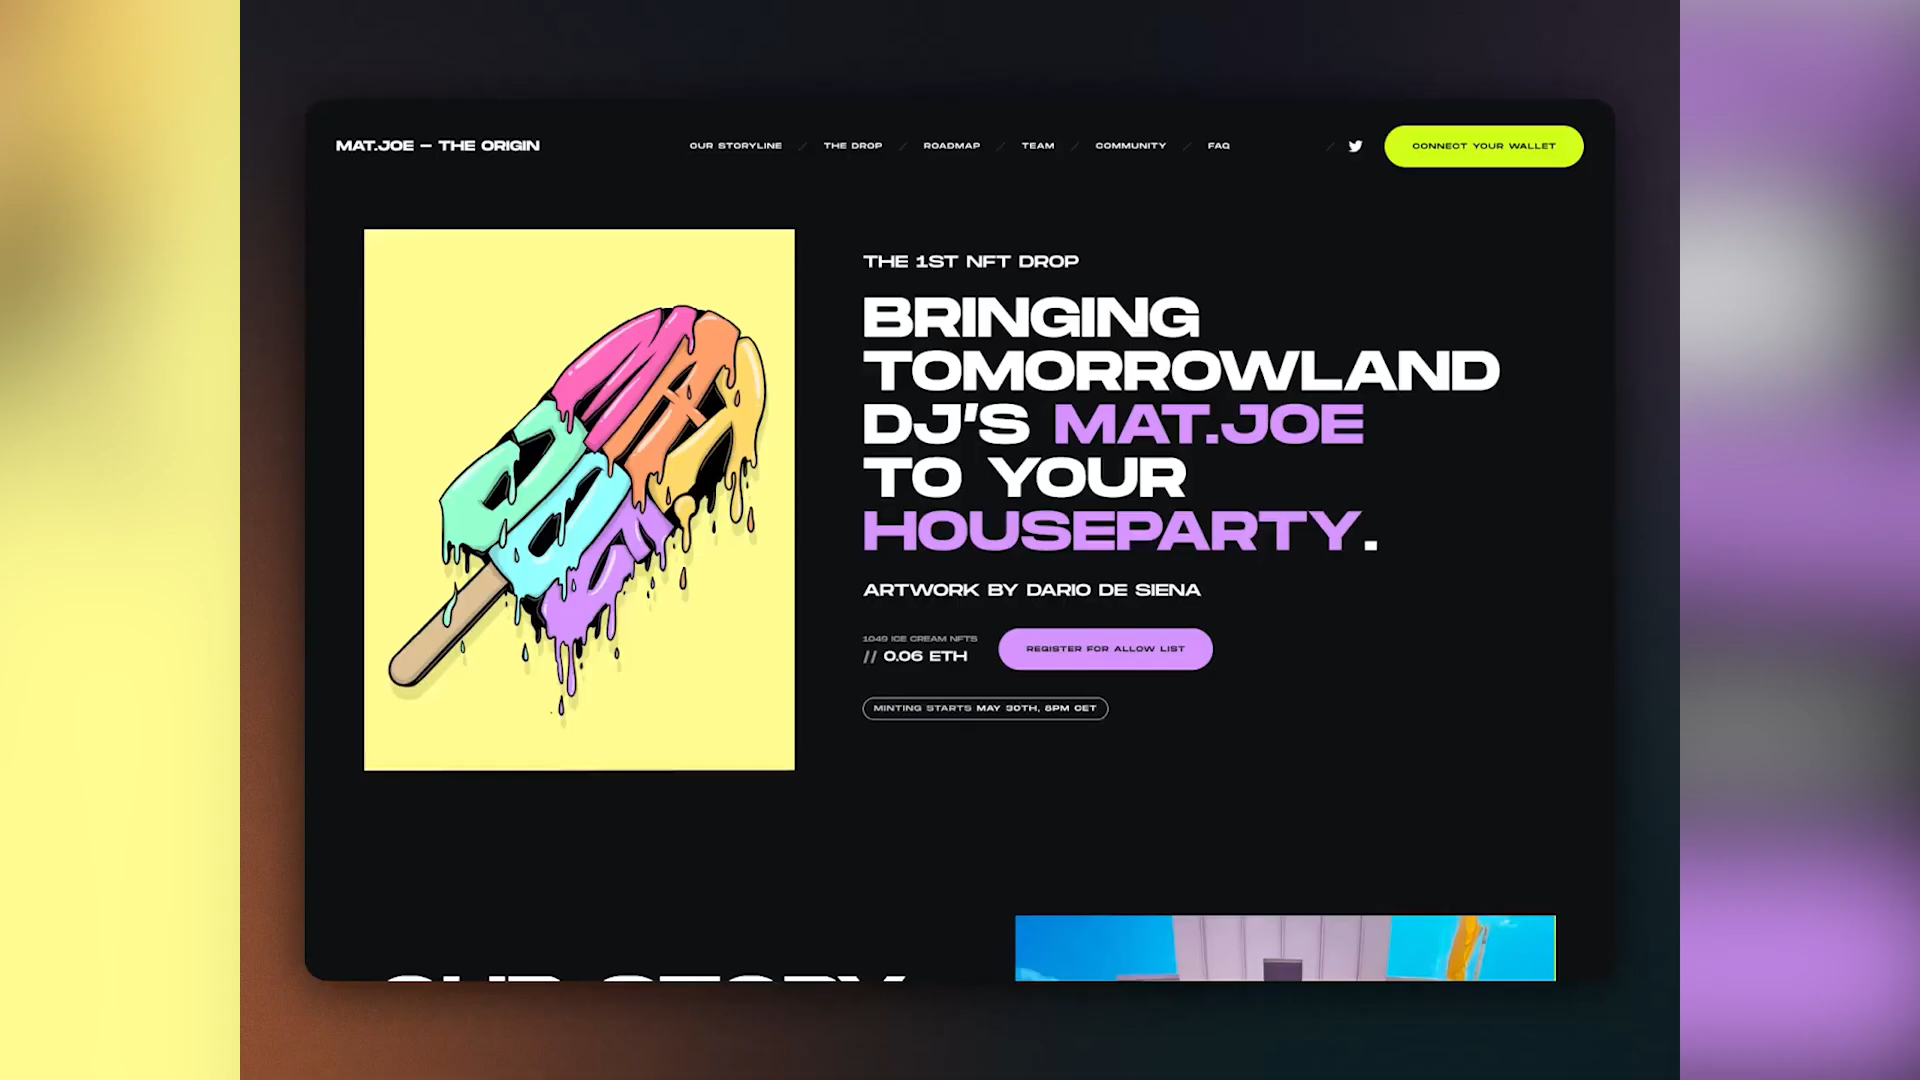 MAT.JOE — THE ORIGIN
OUR STORYLINE / THE DROP / ROADMAP / TEAM / COMMUNITY / FAQ /
CONNECT YOUR WALLET
THE 1ST NFT DROP
BRINGING
TOMORROWLAND
DJ'S MAT.JOE
TO YOUR
HOUSEPARTY.
ARTWORK BY DARIO DE SIENA
1049 ICE CREAM NFTS
// 0.06 ETH
REGISTER FOR ALLOW LIST
MINTING STARTS MAY 30TH, 8PM CET
OUR STORY